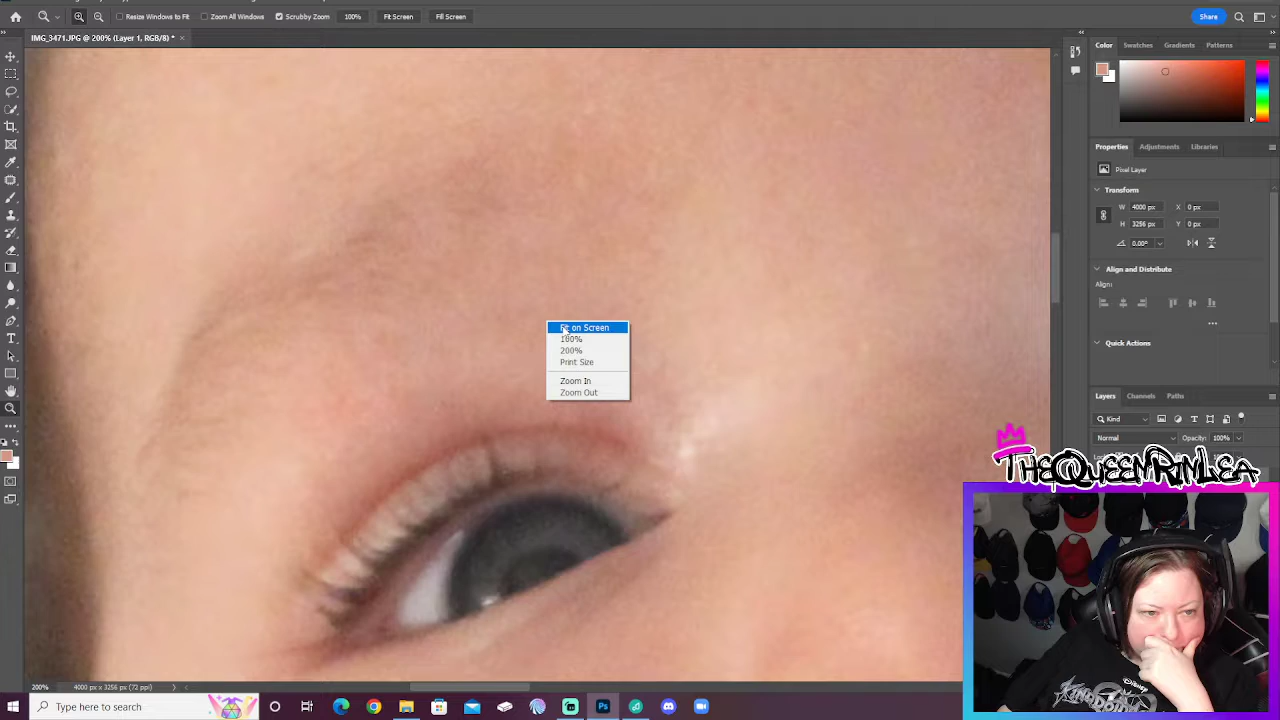 Resize Windows to Fit
Zoom All Windows
Scrubby Zoom
100%
Fit Screen
Fill Screen
Share
IMG_3471.JPG @ 200% (Layer 1, RGB/8) *
Color
Swatches
Gradients
Patterns
Properties
Adjustments
Libraries
Pixel Layer
Transform
W 4000 px
X 0 px
H 3256 px
Y 0 px
0.00°
Align and Distribute
Align:
Quick Actions
Layers
Channels
Paths
Kind
Normal
Opacity: 100%
Fit on Screen
100%
200%
Print Size
Zoom In
Zoom Out
TheQueenRimLea
200%
4000 px x 3256 px (72 ppi)
Type here to search